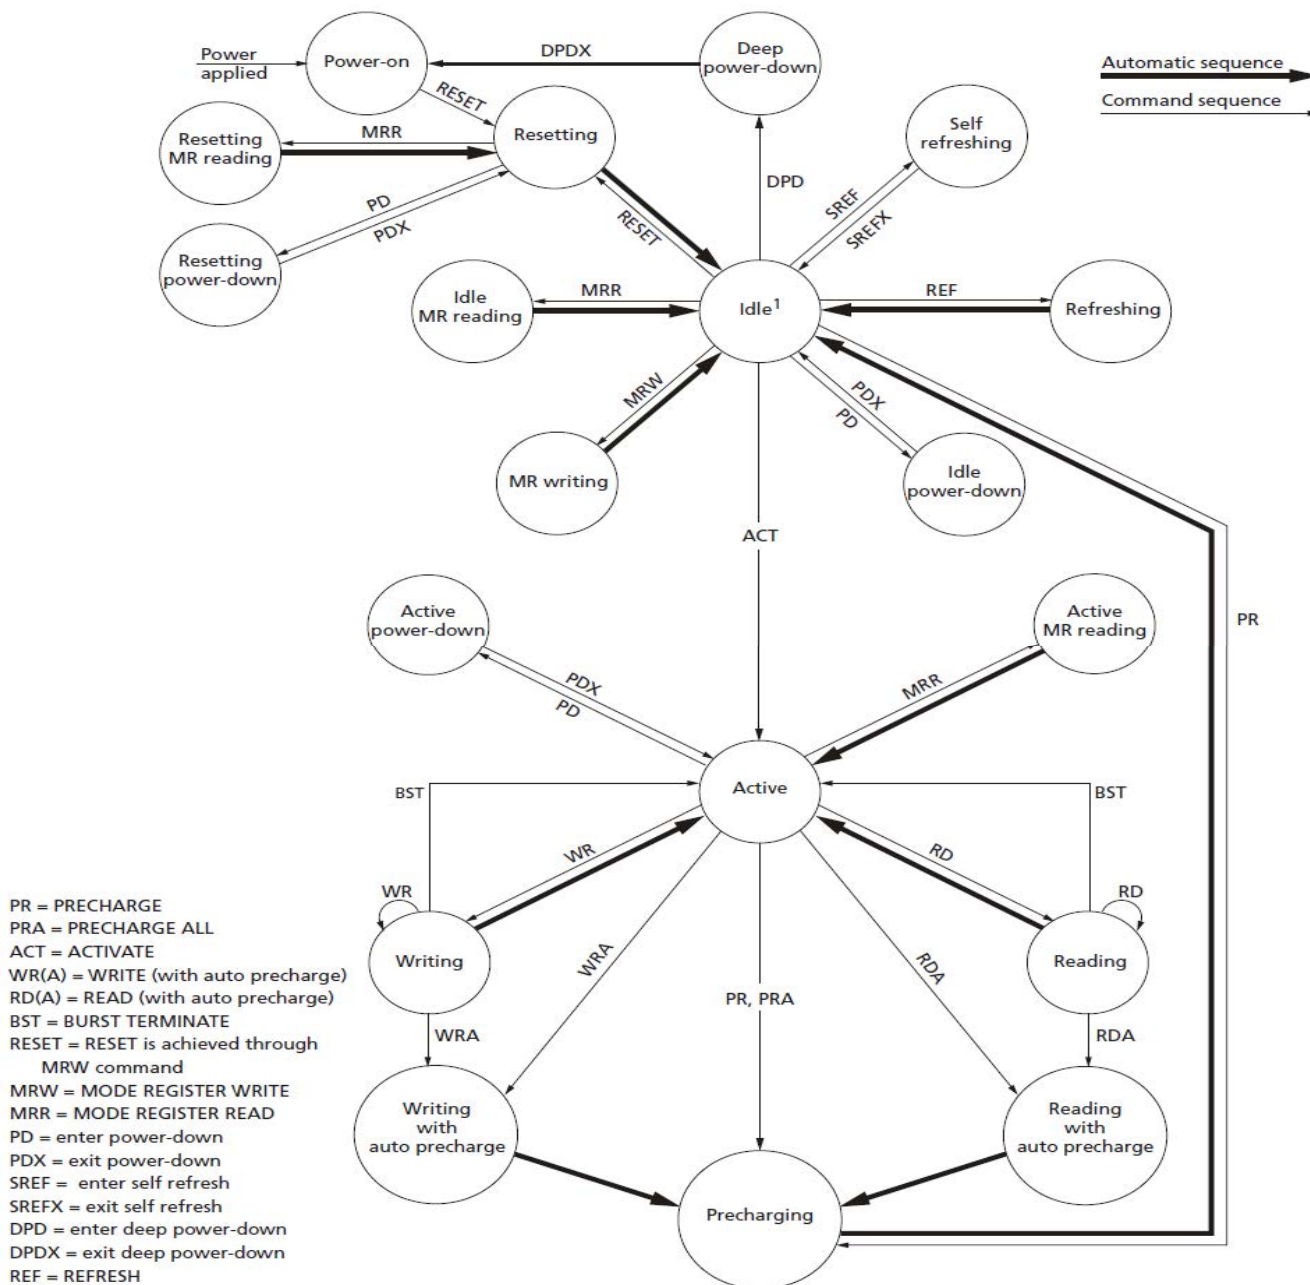 Power
applied
Power-on
DPDX
Deep
power-down
Automatic sequence
Command sequence
RESET
Resetting
MR reading
MRR
Resetting
Self
refreshing
DPD
SREF
SREFX
PD
PDX
RESET
Resetting
power-down
Idle
MR reading
MRR
Idle¹
REF
Refreshing
MRW
PDX
PD
MR writing
Idle
power-down
ACT
Active
power-down
Active
MR reading
PR
PDX
PD
MRR
Active
BST
BST
WR
RD
WR
RD
Writing
Reading
WRA
RDA
PR, PRA
WRA
RDA
Writing
with
auto precharge
Reading
with
auto precharge
Precharging
PR = PRECHARGE
PRA = PRECHARGE ALL
ACT = ACTIVATE
WR(A) = WRITE (with auto precharge)
RD(A) = READ (with auto precharge)
BST = BURST TERMINATE
RESET = RESET is achieved through
MRW command
MRW = MODE REGISTER WRITE
MRR = MODE REGISTER READ
PD = enter power-down
PDX = exit power-down
SREF = enter self refresh
SREFX = exit self refresh
DPD = enter deep power-down
DPDX = exit deep power-down
REF = REFRESH